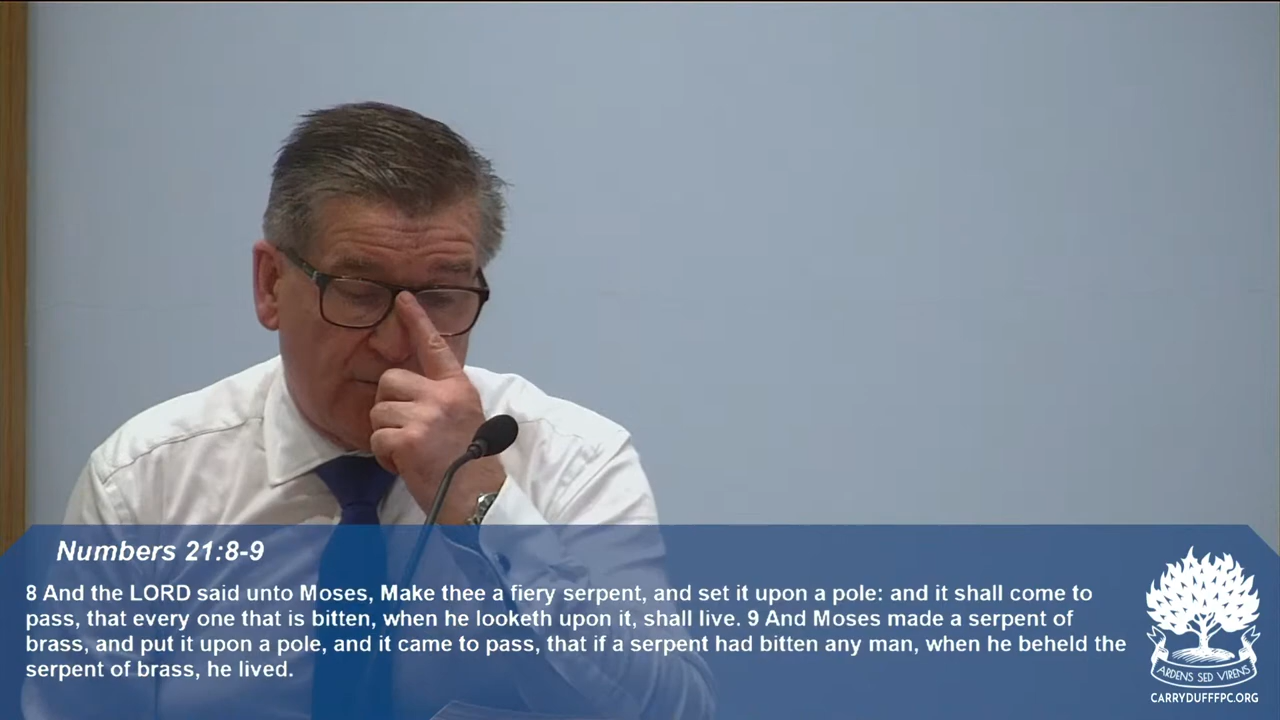 Numbers 21:8-9
8 And the LORD said unto Moses, Make thee a fiery serpent, and set it upon a pole: and it shall come to
pass, that every one that is bitten, when he looketh upon it, shall live. 9 And Moses made a serpent of
brass, and put it upon a pole, and it came to pass, that if a serpent had bitten any man, when he beheld the
serpent of brass, he lived.
ARDENS SED VIRENS
CARRYDUFFFPC.ORG